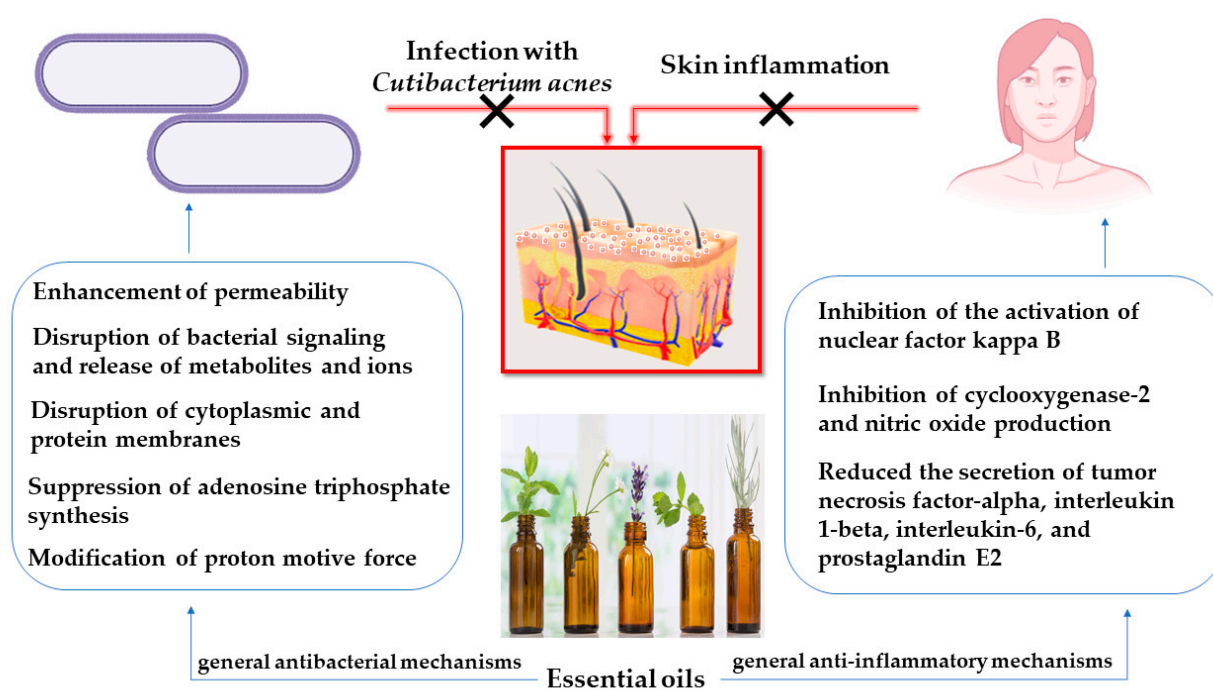 Infection with
Cutibacterium acnes
Skin inflammation
Enhancement of permeability
Disruption of bacterial signaling
and release of metabolites and ions
Disruption of cytoplasmic and
protein membranes
Suppression of adenosine triphosphate
synthesis
Modification of proton motive force
Inhibition of the activation of
nuclear factor kappa B
Inhibition of cyclooxygenase-2
and nitric oxide production
Reduced the secretion of tumor
necrosis factor-alpha, interleukin
1-beta, interleukin-6, and
prostaglandin E2
general antibacterial mechanisms
Essential oils
general anti-inflammatory mechanisms